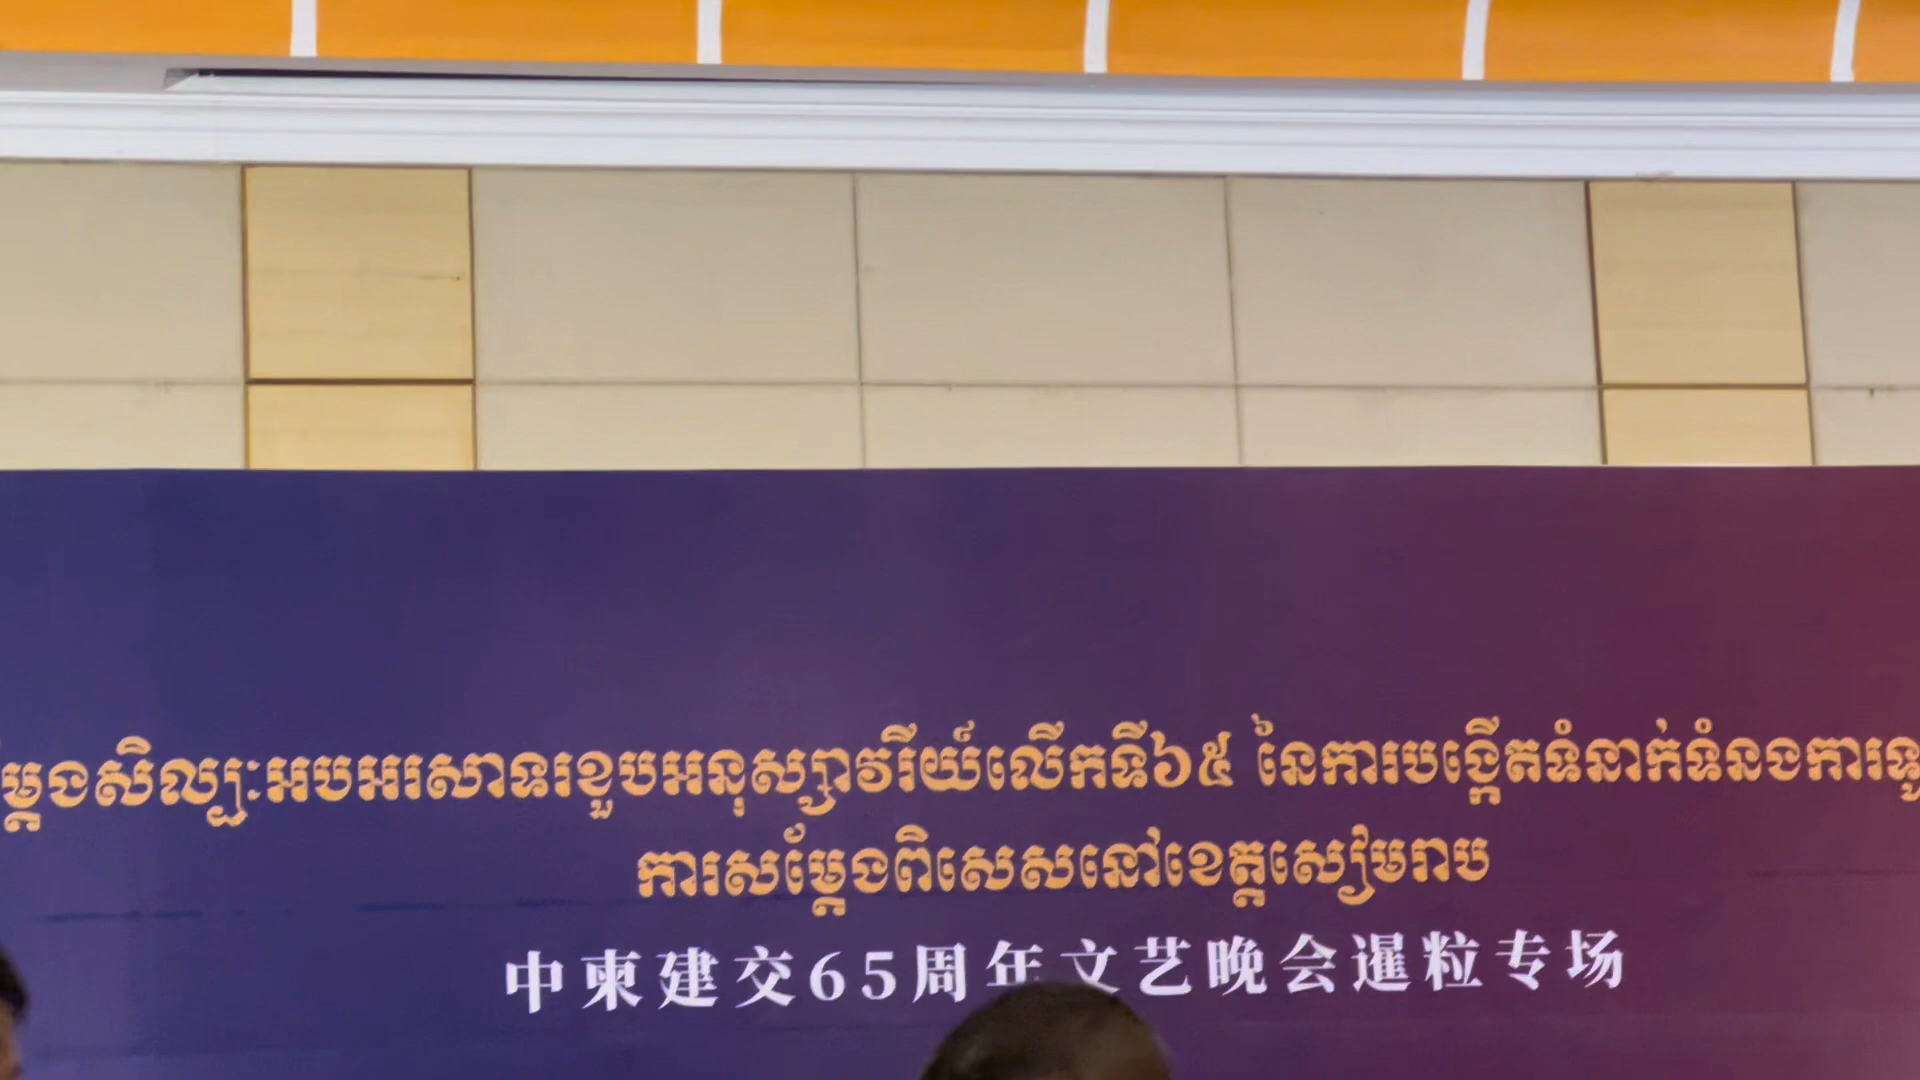 ម្តែងសិល្បៈអបអរសាទរខួបអនុស្សាវរីយ៍លើកទី៦៥ នៃការបង្កើតទំនាក់ទំនងការទូ
ការសម្តែងពិសេសនៅខេត្តសៀមរាប
中柬建交65周年文艺晚会暹粒专场